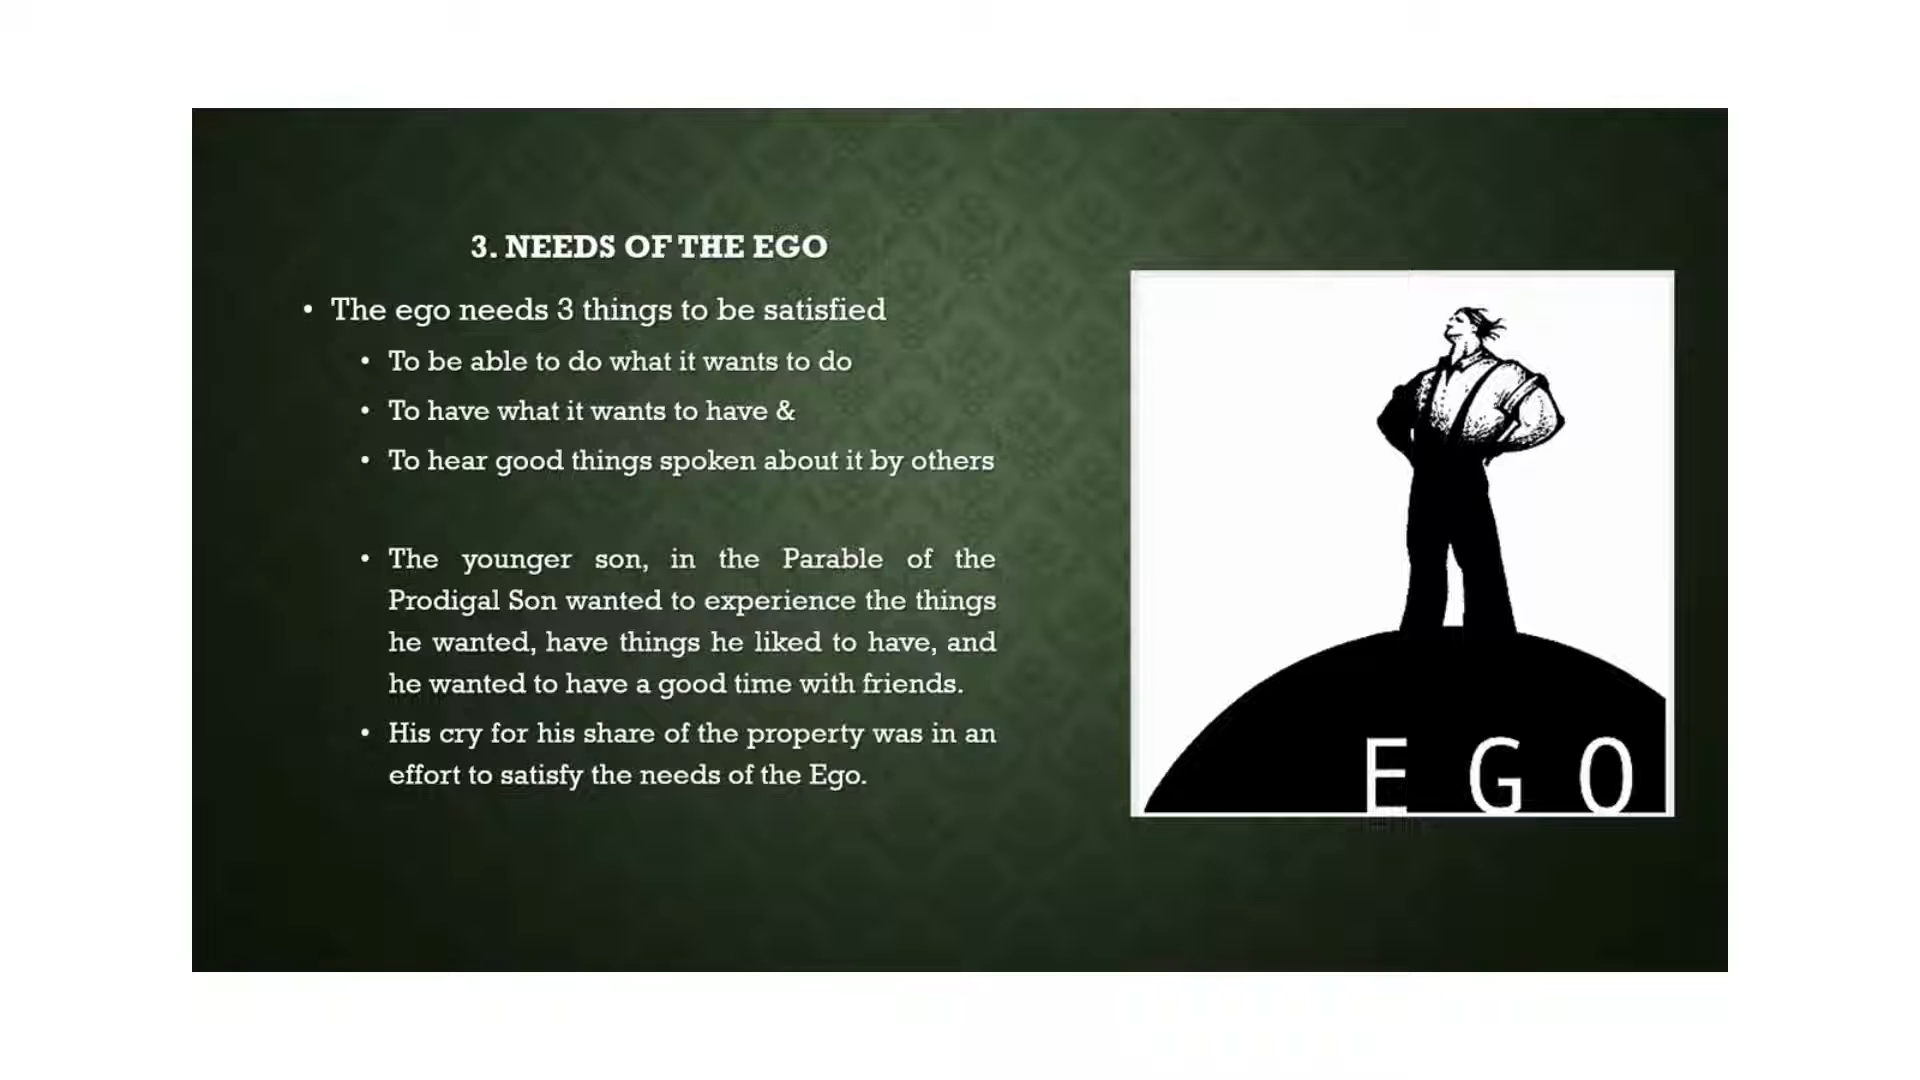 3. NEEDS OF THE EGO
• The ego needs 3 things to be satisfied
• To be able to do what it wants to do
• To have what it wants to have &
• To hear good things spoken about it by others
• The younger son, in the Parable of the
Prodigal Son wanted to experience the things
he wanted, have things he liked to have, and
he wanted to have a good time with friends.
• His cry for his share of the property was in an
effort to satisfy the needs of the Ego.
E G O